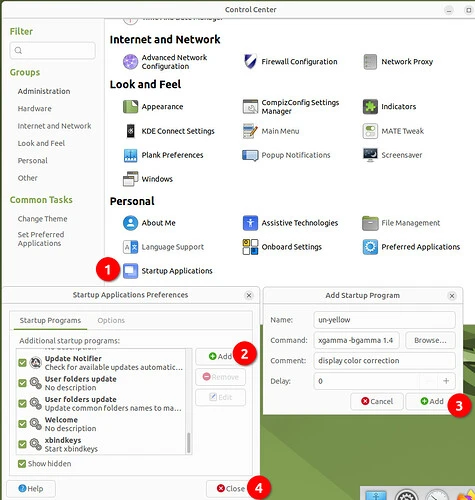 Control Center
Time And Date Manager
Filter
Groups
Administration
Hardware
Internet and Network
Look and Feel
Personal
Other
Common Tasks
Change Theme
Set Preferred
Applications
Internet and Network
Advanced Network
Configuration
Firewall Configuration
Network Proxy
Look and Feel
Appearance
CompizConfig Settings
Manager
Indicators
KDE Connect Settings
Main Menu
MATE Tweak
Plank Preferences
Popup Notifications
Screensaver
Windows
Personal
About Me
Assistive Technologies
File Management
Language Support
Onboard Settings
Preferred Applications
1
Startup Applications
Startup Applications Preferences
Startup Programs
Options
Additional startup programs:
No description
Update Notifier
Check for available updates automatic...
User folders update
No description
User folders update
Update common folders names to ma...
Welcome
No description
xbindkeys
Start xbindkeys
Add
2
Remove
Edit
Show hidden
Help
Close
4
Add Startup Program
Name:
un-yellow
Command:
xgamma -bgamma 1.4
Browse...
Comment:
display color correction
Delay:
0
+
Cancel
Add
3